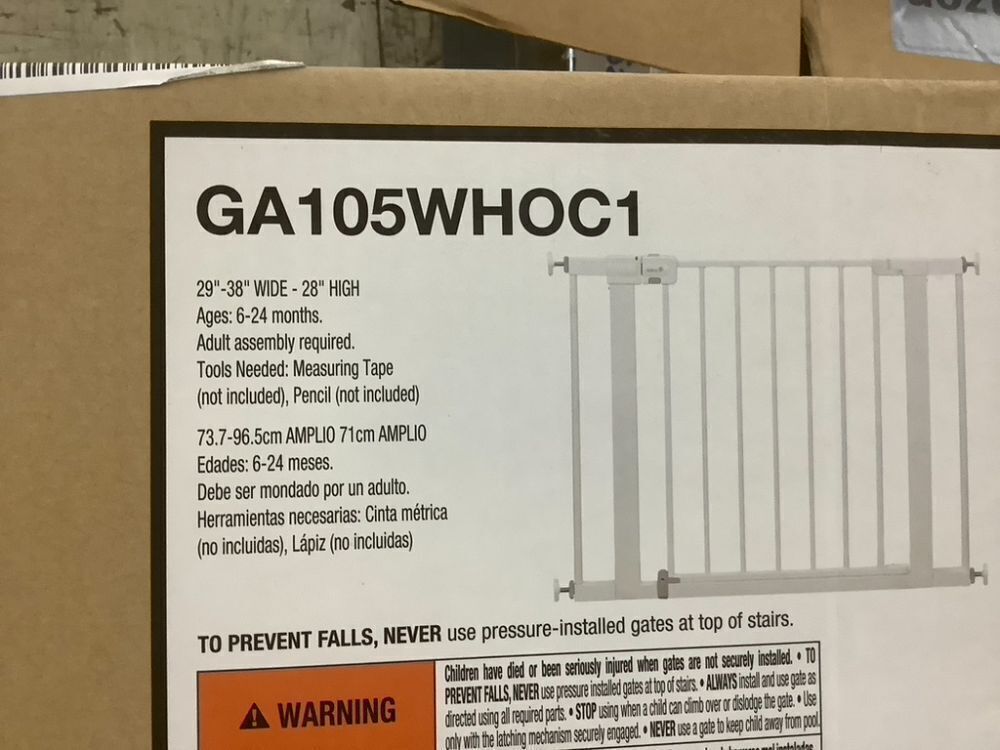 GA105WHOC1
29"-38" WIDE - 28" HIGH
Ages: 6-24 months.
Adult assembly required.
Tools Needed: Measuring Tape
(not included), Pencil (not included)
73.7-96.5cm AMPLIO 71cm AMPLIO
Edades: 6-24 meses.
Debe ser mondado por un adulto.
Herramientas necesarias: Cinta métrica
(no incluidas), Lápiz (no incluidas)
TO PREVENT FALLS, NEVER use pressure-installed gates at top of stairs.
WARNING
Children have died or been seriously injured when gates are not securely installed. • TO
PREVENT FALLS, NEVER use pressure installed gates at top of stairs. • ALWAYS install and use gate as
directed using all required parts. • STOP using when a child can climb over or dislodge the gate. • Use
only with the latching mechanism securely engaged. • NEVER use a gate to keep child away from pool.